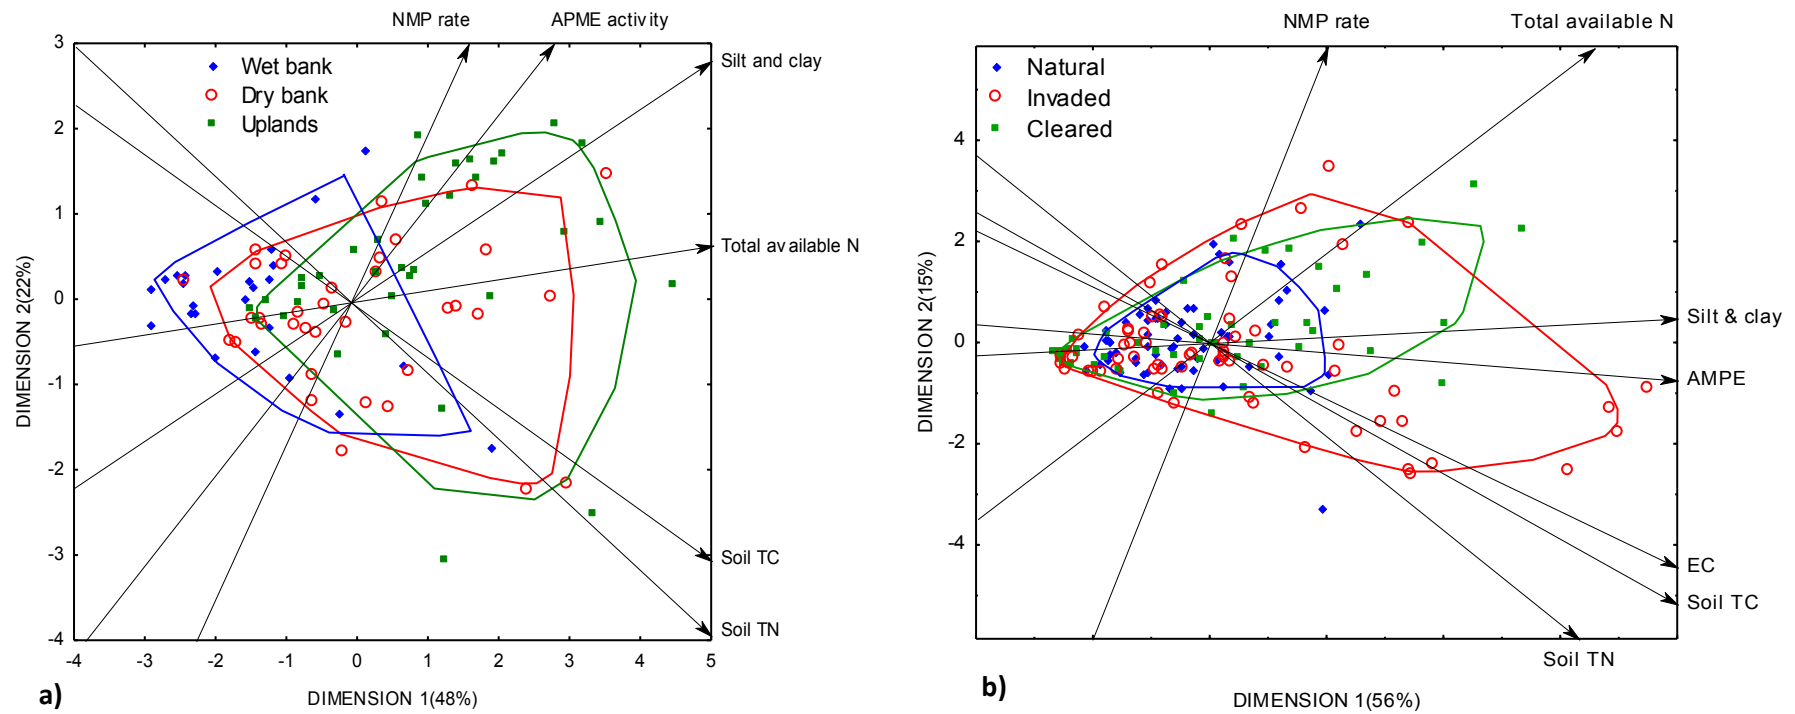 NMP rate
APME activity
Silt and clay
Total available N
Soil TC
Soil TN
Wet bank
Dry bank
Uplands
3
2
1
0
-1
-2
-3
-4
-4 -3 -2 -1 0 1 2 3 4 5
DIMENSION 2(22%)
DIMENSION 1(48%)
a)
NMP rate
Total available N
Silt & clay
AMPE
EC
Soil TC
Soil TN
Natural
Invaded
Cleared
4
2
0
-2
-4
DIMENSION 2(15%)
DIMENSION 1(56%)
b)